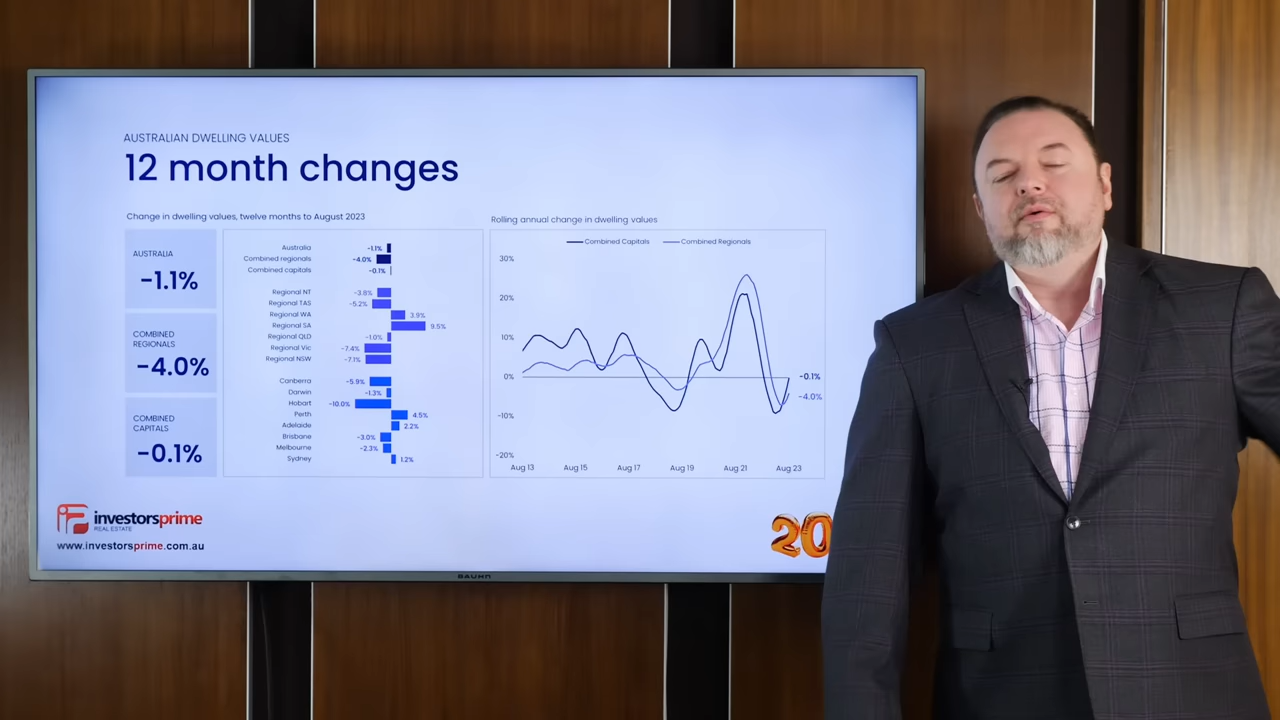 AUSTRALIAN DWELLING VALUES
12 month changes
Change in dwelling values, twelve months to August 2023
AUSTRALIA
-1.1%
COMBINED
REGIONALS
-4.0%
COMBINED
CAPITALS
-0.1%
Australia -1.1%
Combined regionals -4.0%
Combined capitals -0.1%
Regional NT -3.8%
Regional TAS -5.2%
Regional WA 3.9%
Regional SA 9.5%
Regional QLD -1.0%
Regional Vic -7.4%
Regional NSW -7.1%
Canberra -5.9%
Darwin -1.3%
Hobart -10.0%
Perth 4.5%
Adelaide 2.2%
Brisbane -3.0%
Melbourne -2.3%
Sydney 1.2%
Rolling annual change in dwelling values
Combined Capitals Combined Regionals
30%
20%
10%
0%
-10%
-20%
-0.1%
-4.0%
Aug 13 Aug 15 Aug 17 Aug 19 Aug 21 Aug 23
investorsprime
REAL ESTATE
www.investorsprime.com.au
20
BAUHN